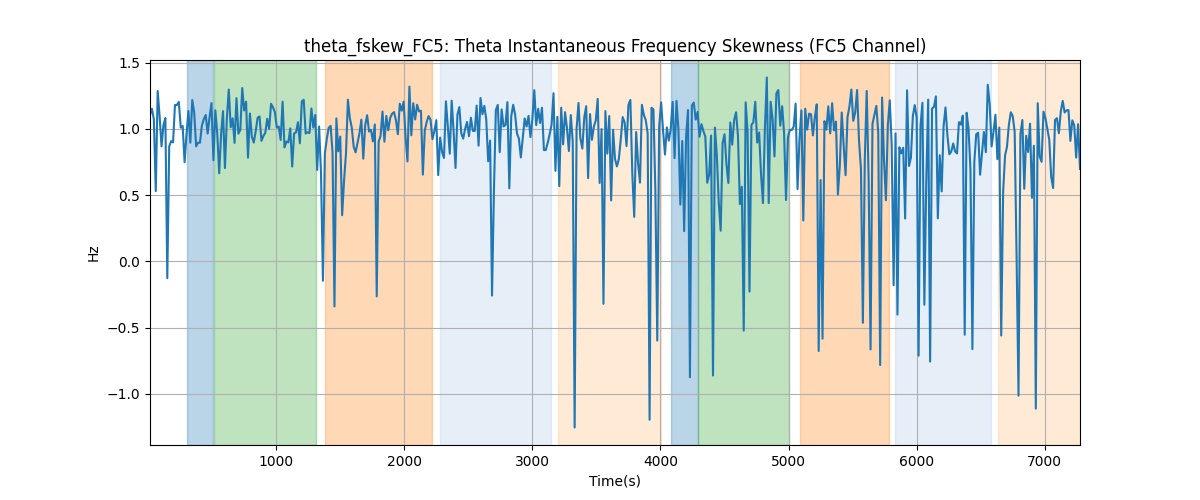 theta_fskew_FC5: Theta Instantaneous Frequency Skewness (FC5 Channel)
1.5
1.0
0.5
0.0
−0.5
−1.0
Hz
1000 2000 3000 4000 5000 6000 7000
Time(s)